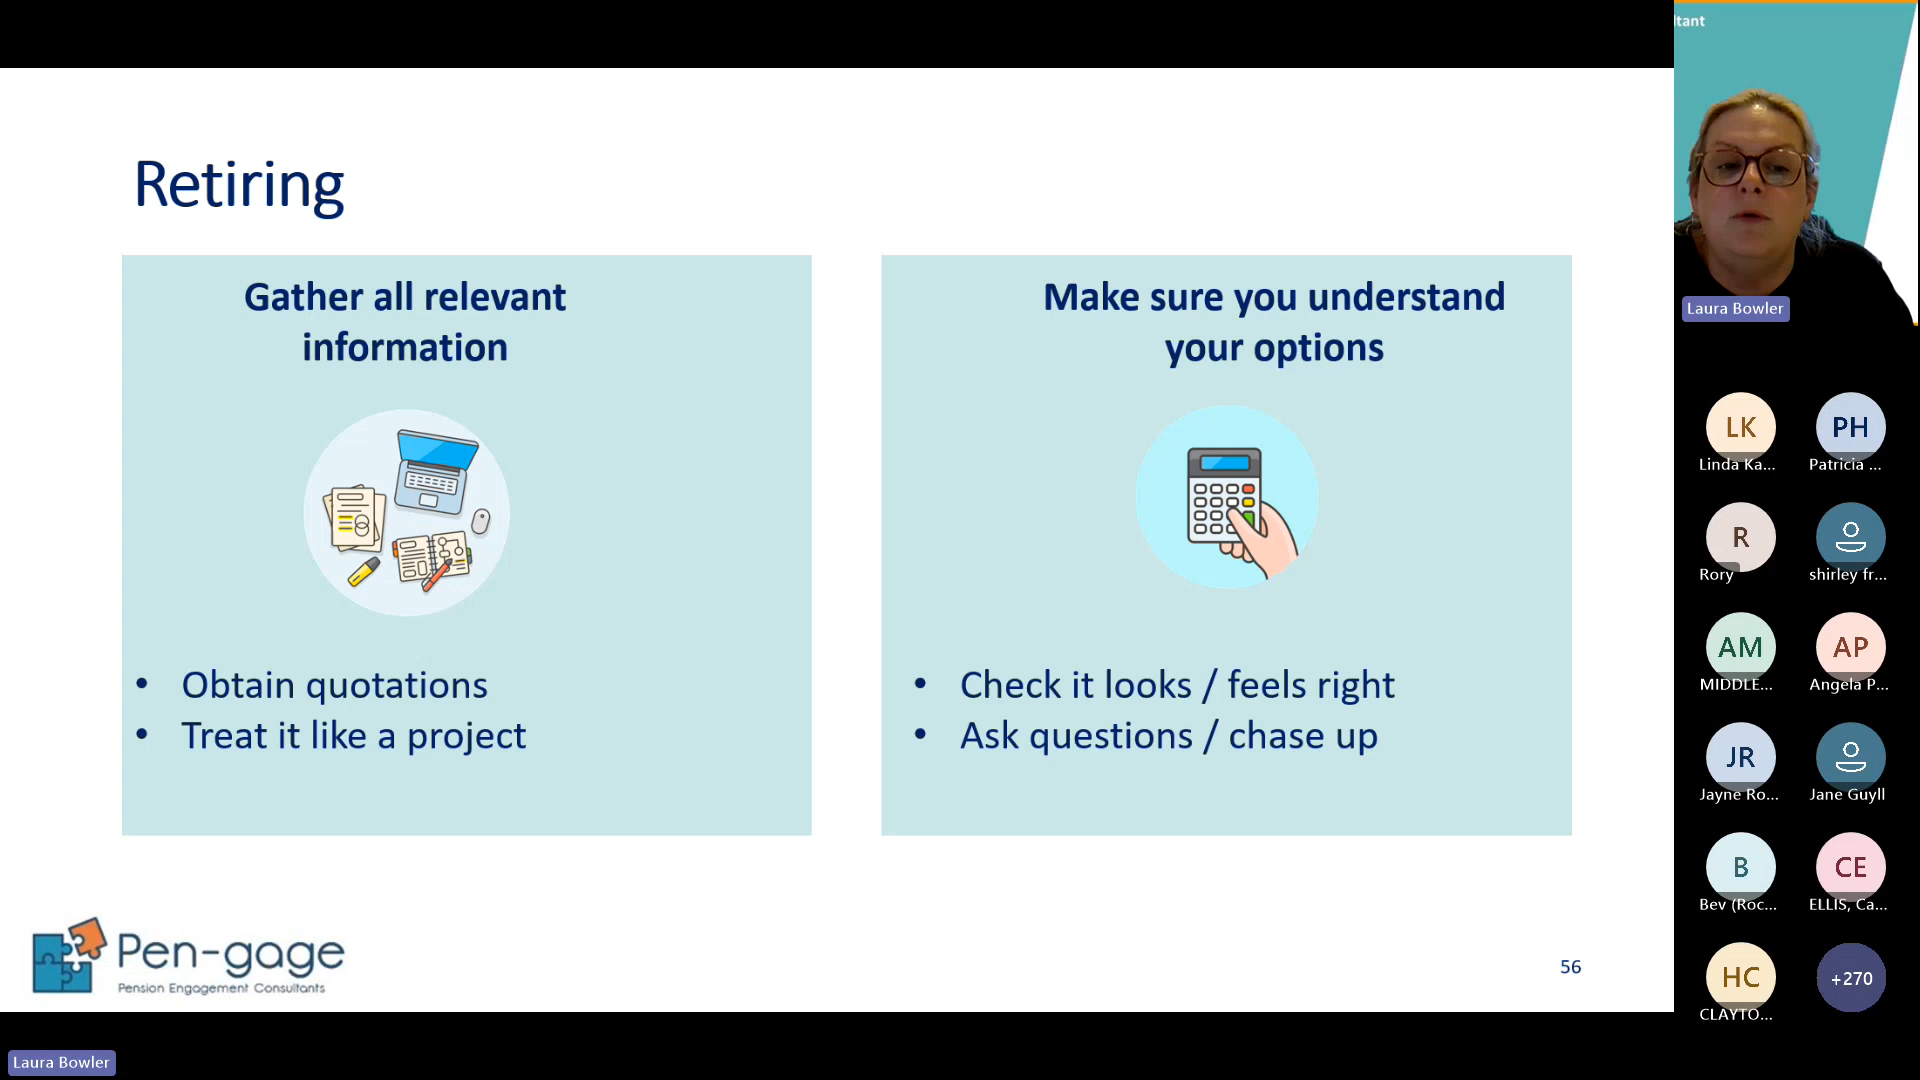 ltant
Retiring
Gather all relevant
information
• Obtain quotations
• Treat it like a project
Make sure you understand
your options
• Check it looks / feels right
• Ask questions / chase up
Pen-gage
Pension Engagement Consultants
56
Laura Bowler
LK
Linda Ka...
PH
Patricia ...
R
Rory
shirley fr...
AM
MIDDLE...
AP
Angela P...
JR
Jayne Ro...
Jane Guyll
B
Bev (Roc...
CE
ELLIS, Ca...
HC
CLAYTO...
+270
Laura Bowler